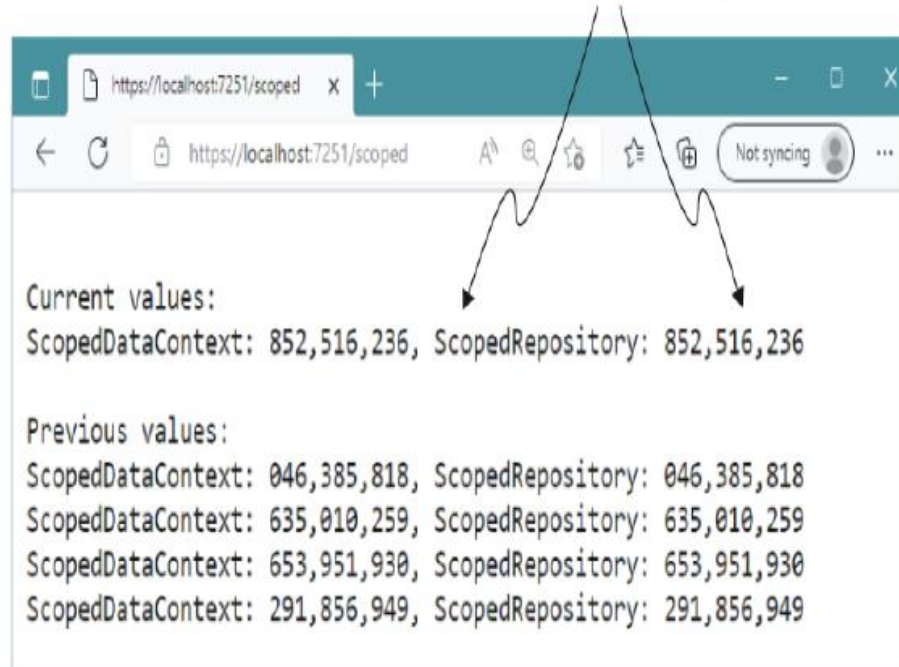 https://localhost:7251/scoped
https://localhost:7251/scoped
Not syncing
Current values:
ScopedDataContext: 852,516,236, ScopedRepository: 852,516,236
Previous values:
ScopedDataContext: 046,385,818, ScopedRepository: 046,385,818
ScopedDataContext: 635,010,259, ScopedRepository: 635,010,259
ScopedDataContext: 653,951,930, ScopedRepository: 653,951,930
ScopedDataContext: 291,856,949, ScopedRepository: 291,856,949